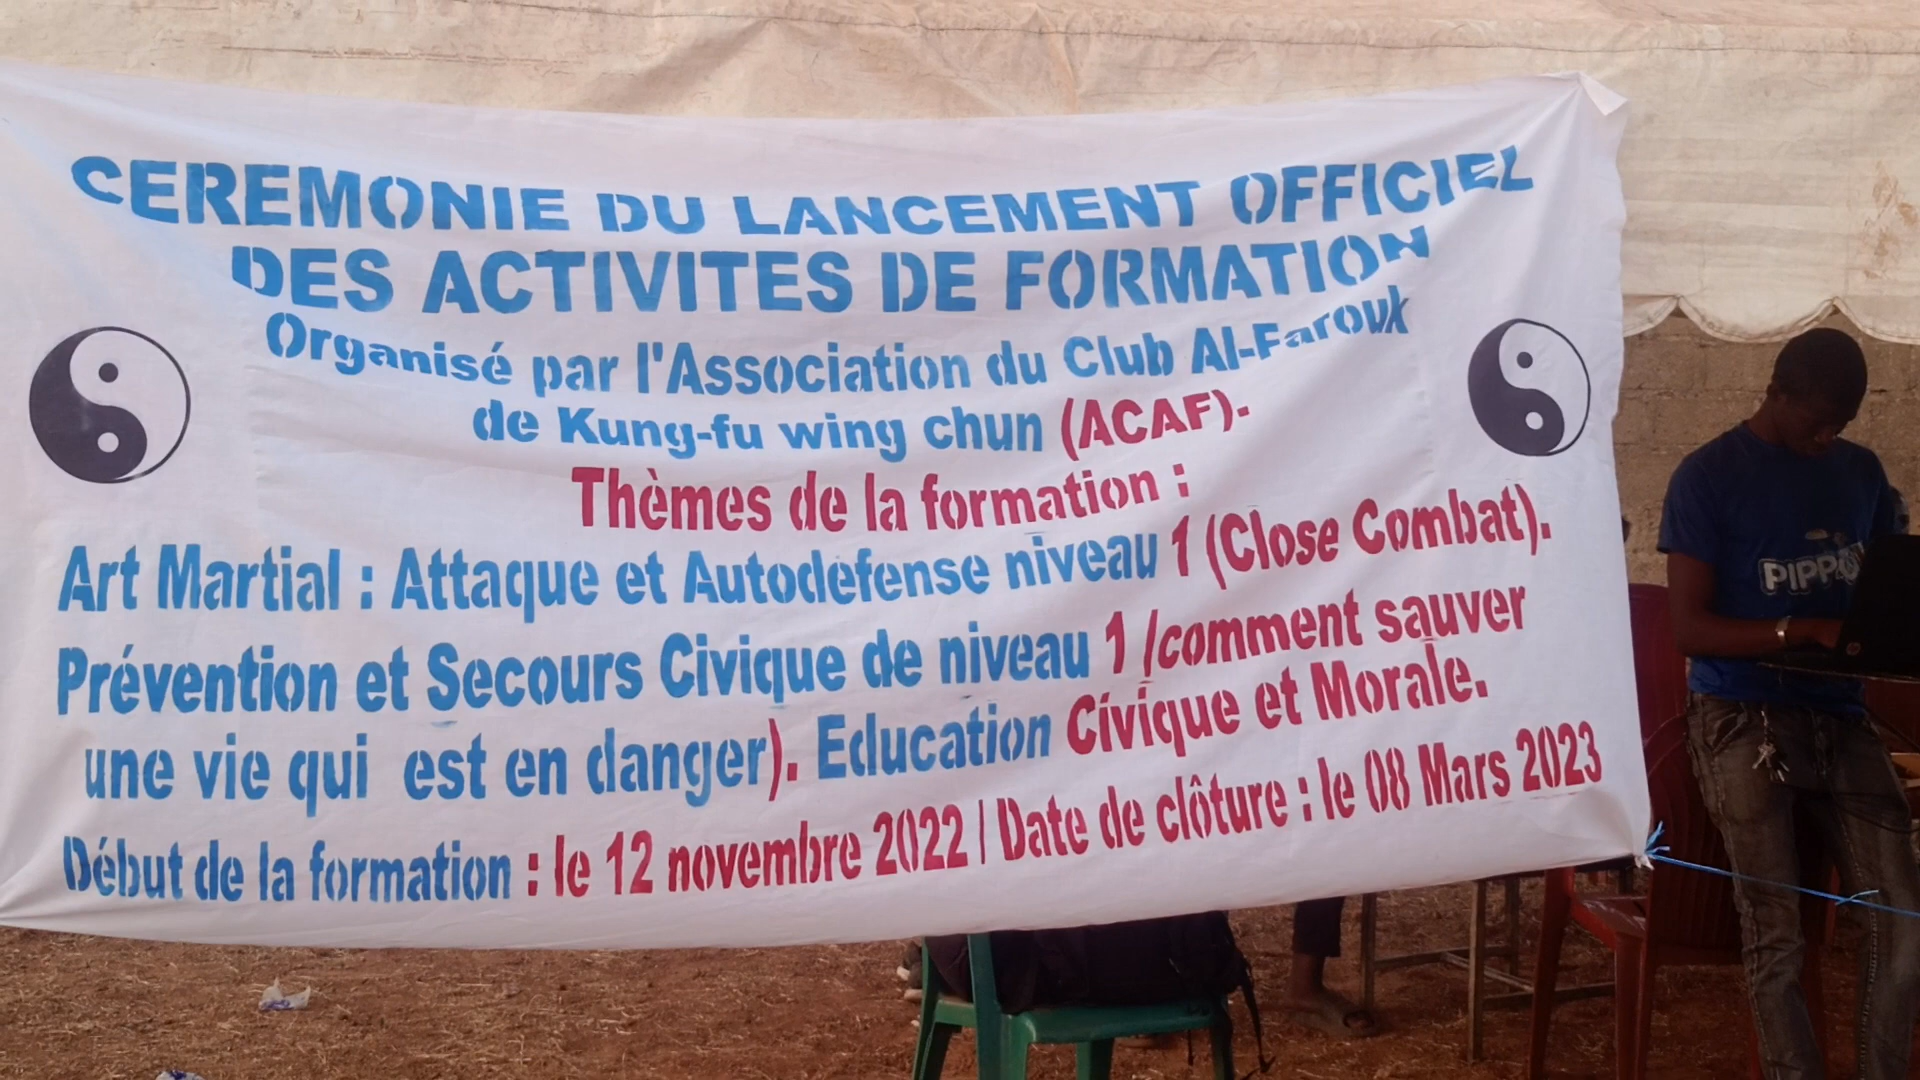 CEREMONIE DU LANCEMENT OFFICIEL
DES ACTIVITES DE FORMATION
Organisé par l'Association du Club Al-Farouk
de Kung-fu wing chun (ACAF)-
Thèmes de la formation :
Art Martial : Attaque et Autodéfense niveau 1 (Close Combat).
Prévention et Secours Civique de niveau 1 /comment sauver
une vie qui est en danger). Education Civique et Morale.
Début de la formation : le 12 novembre 2022 / Date de clôture : le 08 Mars 2023